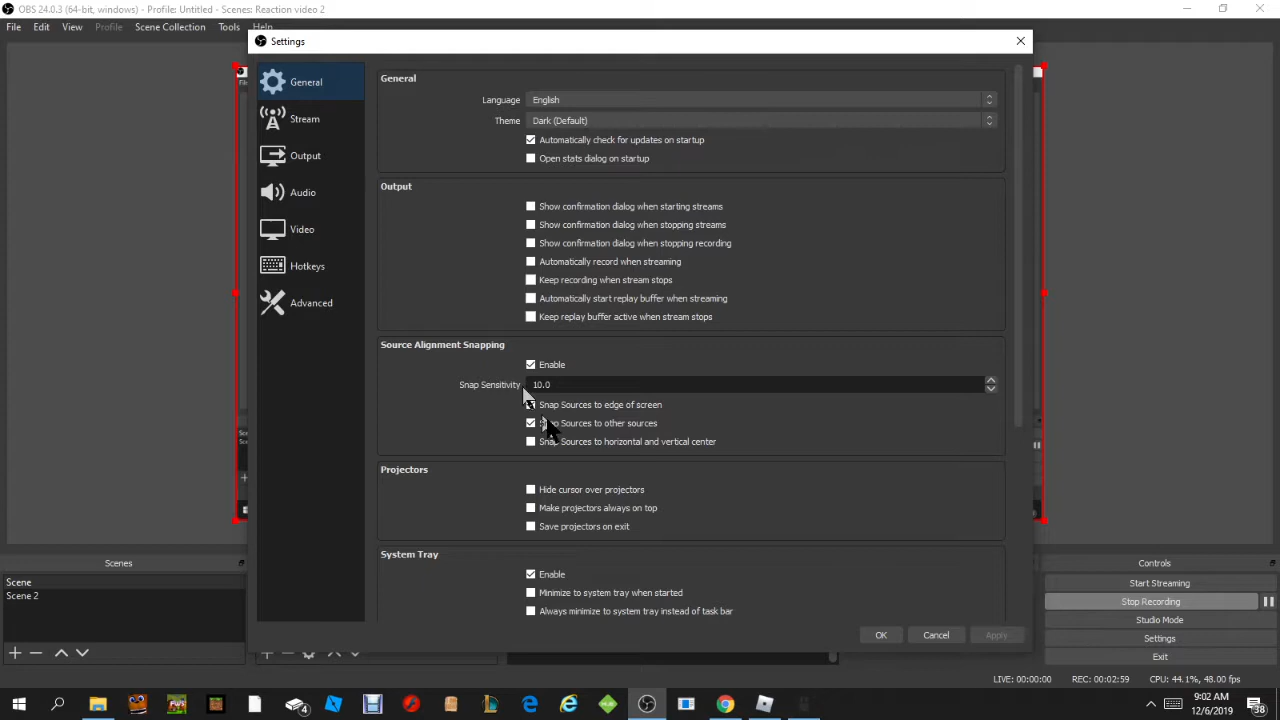 OBS 24.0.3 (64-bit, windows) - Profile: Untitled - Scenes: Reaction video 2
File Edit View Profile Scene Collection Tools Help
Settings
General
Stream
Output
Audio
Video
Hotkeys
Advanced
General
Language English
Theme Dark (Default)
Automatically check for updates on startup
Open stats dialog on startup
Output
Show confirmation dialog when starting streams
Show confirmation dialog when stopping streams
Show confirmation dialog when stopping recording
Automatically record when streaming
Keep recording when stream stops
Automatically start replay buffer when streaming
Keep replay buffer active when stream stops
Source Alignment Snapping
Enable
Snap Sensitivity 10.0
Snap Sources to edge of screen
Sources to other sources
Snap Sources to horizontal and vertical center
Projectors
Hide cursor over projectors
Make projectors always on top
Save projectors on exit
System Tray
Enable
Minimize to system tray when started
Always minimize to system tray instead of task bar
OK Cancel Apply
Scenes
Scene
Scene 2
Controls
Start Streaming
Stop Recording
Studio Mode
Settings
Exit
LIVE: 00:00:00 REC: 00:02:59 CPU: 44.1%, 48.00 fps
9:02 AM
12/6/2019
38